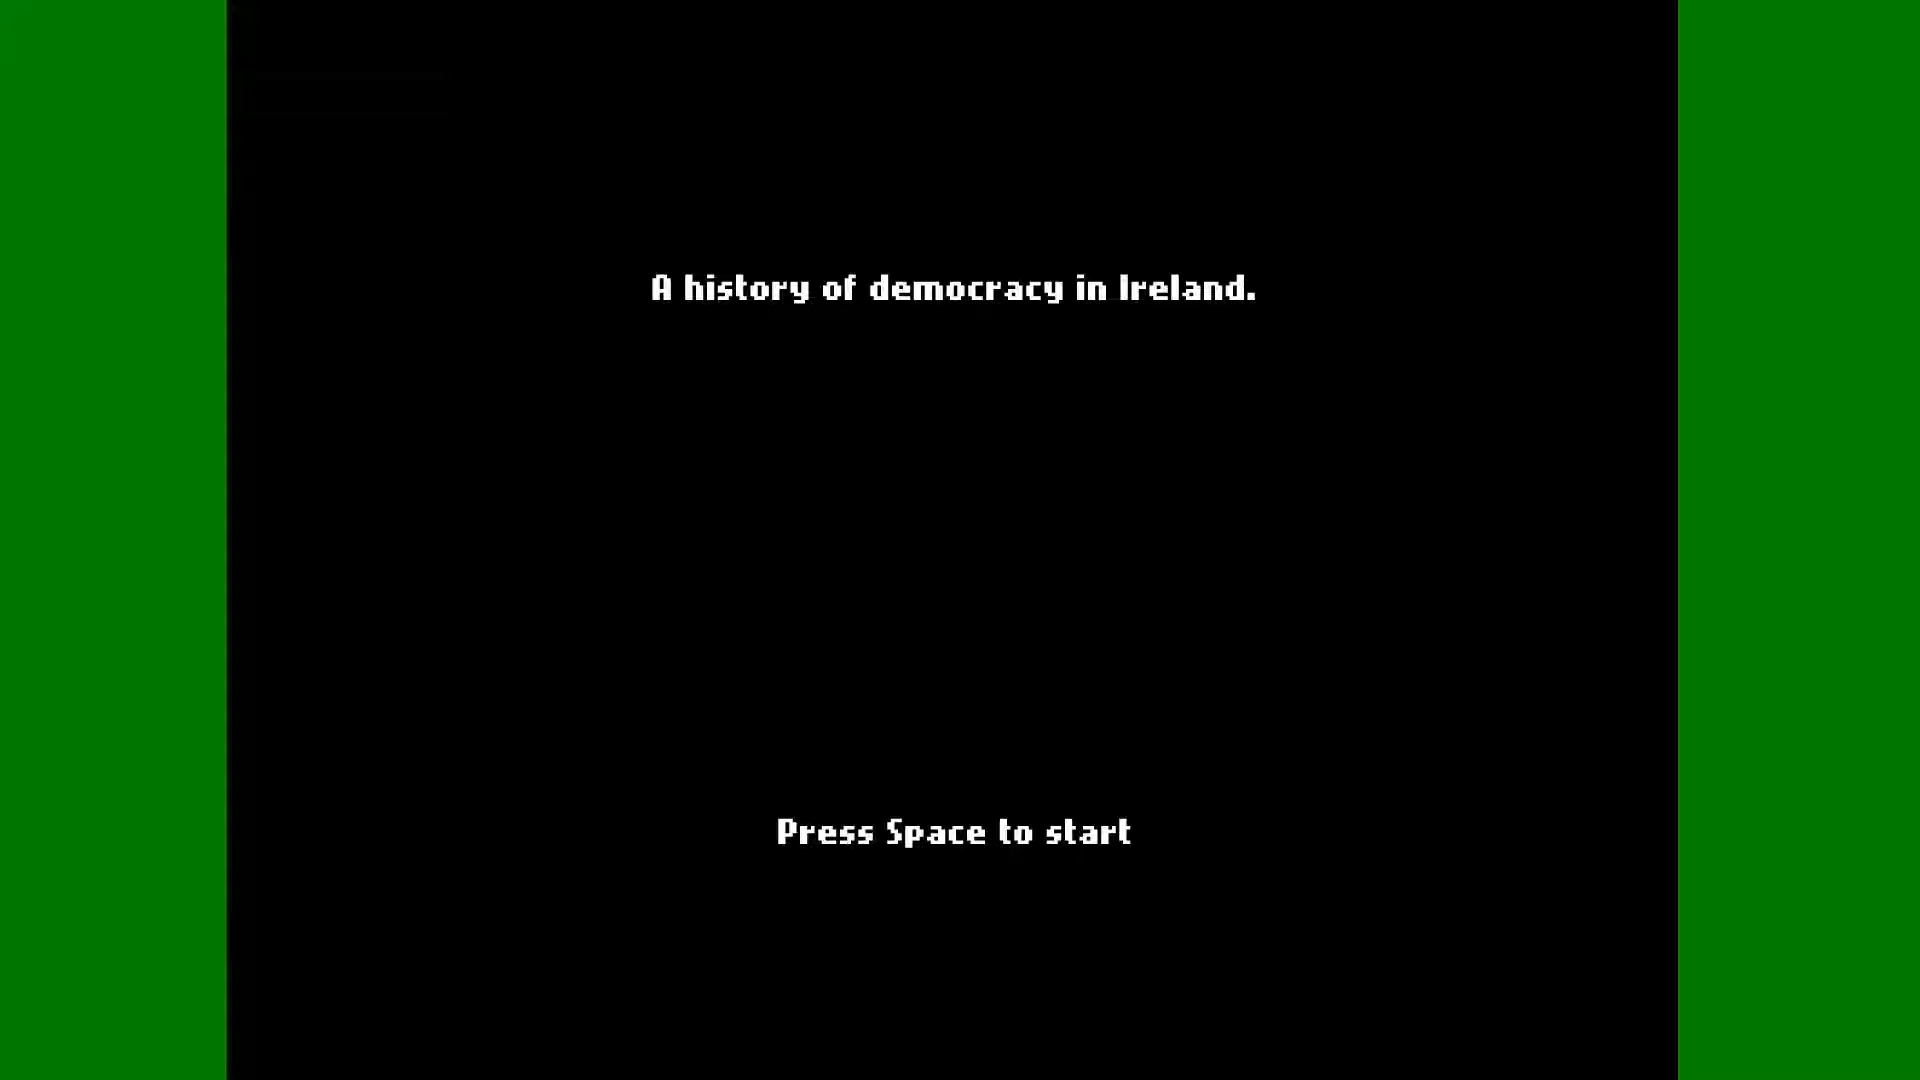 A history of democracy in Ireland.
Press Space to start